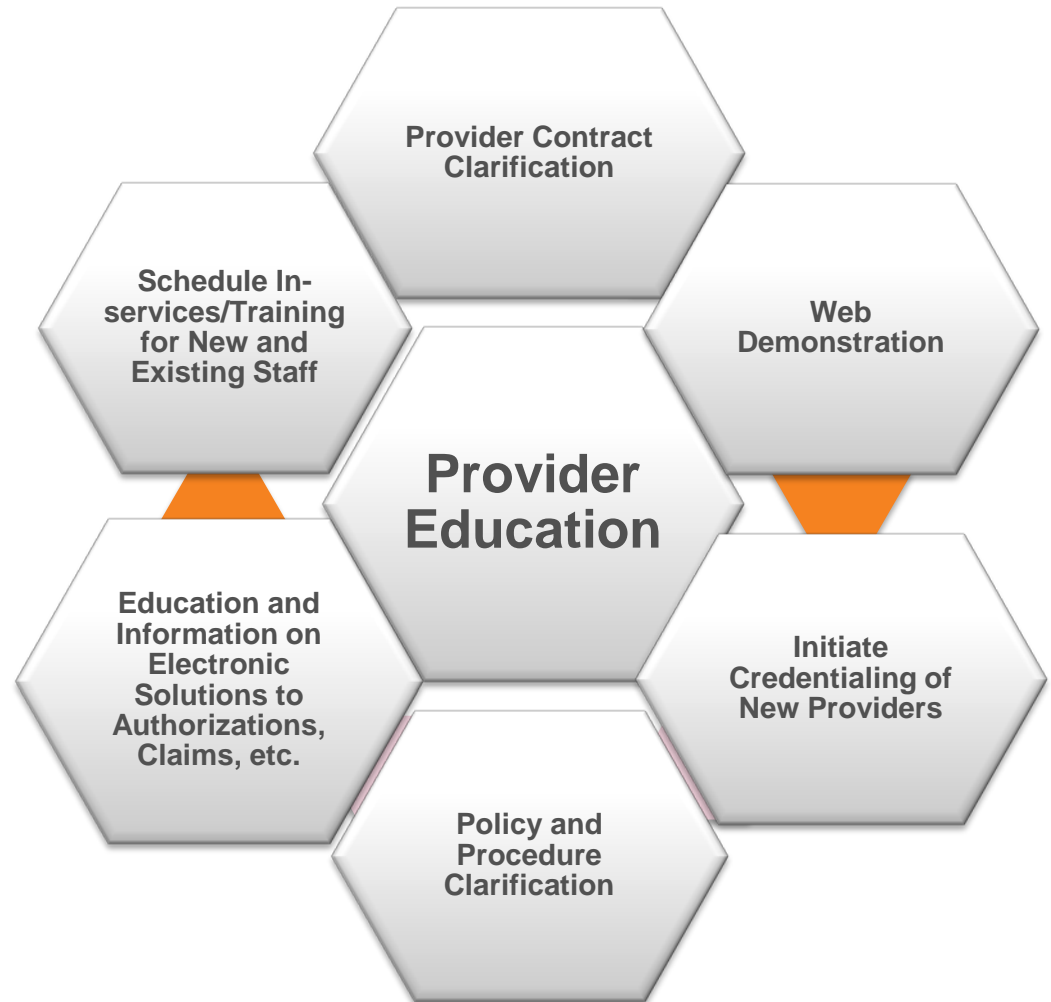 Provider Contract
Clarification
Schedule In-
services/Training
for New and
Existing Staff
Web
Demonstration
Provider
Education
Education and
Information on
Electronic
Solutions to
Authorizations,
Claims, etc.
Initiate
Credentialing of
New Providers
Policy and
Procedure
Clarification